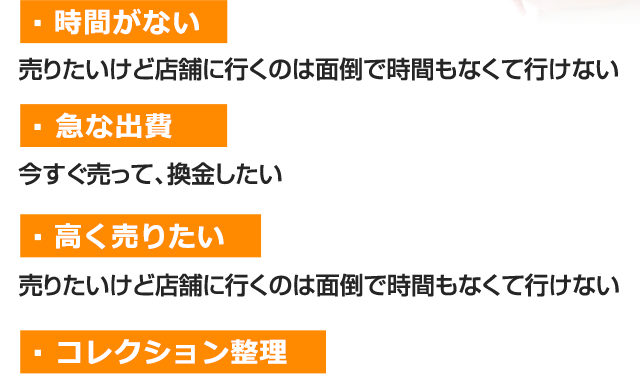 ・時間がない
売りたいけど店舗に行くのは面倒で時間もなくて行けない
・急な出費
今すぐ売って、換金したい
・高く売りたい
売りたいけど店舗に行くのは面倒で時間もなくて行けない
・コレクション整理